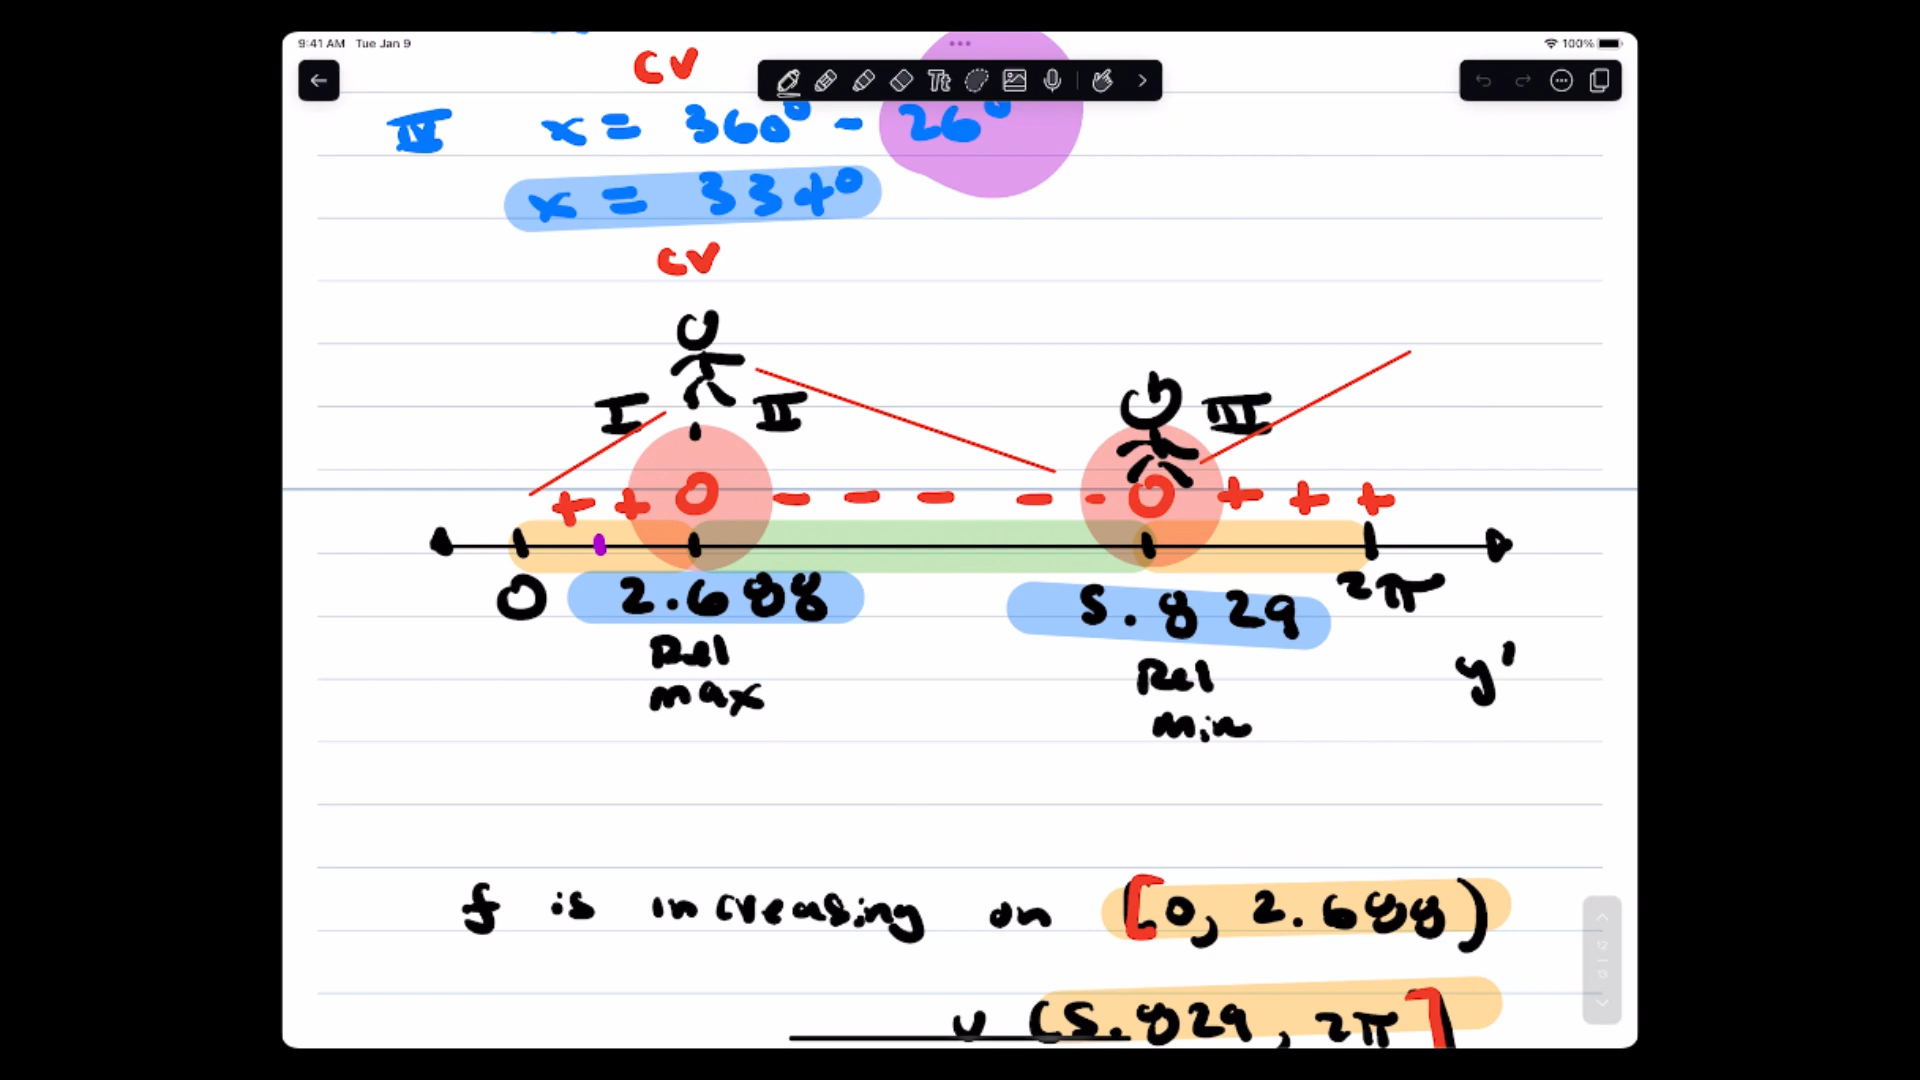 9:41 AM Tue Jan 9
100%
CV
IV x = 360° - 26°
x = 334°
CV
I II III
+ + 0 - - - - - 0 + + +
0 2.688 5.829 2π
Rel
max
Rel
min
y'
f is increasing on [0, 2.688)
∪ (5.829, 2π]